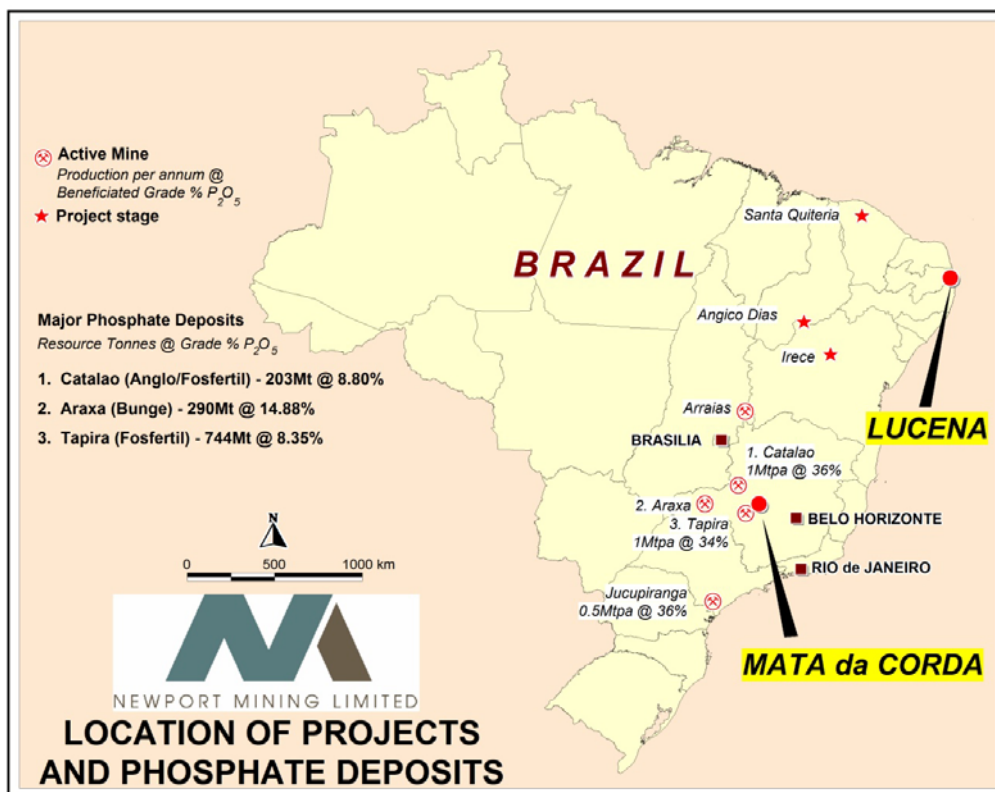 Active Mine
Production per annum @
Beneficiated Grade % P2O5
Project stage
Major Phosphate Deposits
Resource Tonnes @ Grade % P2O5
1. Catalao (Anglo/Fosfertil) - 203Mt @ 8.80%
2. Araxa (Bunge) - 290Mt @ 14.88%
3. Tapira (Fosfertil) - 744Mt @ 8.35%
BRAZIL
Santa Quiteria
Angico Dias
Irece
LUCENA
Arraias
BRASILIA
1. Catalao
1Mtpa @ 36%
2. Araxa
3. Tapira
1Mtpa @ 34%
BELO HORIZONTE
RIO de JANEIRO
Jucupiranga
0.5Mtpa @ 36%
MATA da CORDA
N
0 500 1000 km
NEWPORT MINING LIMITED
LOCATION OF PROJECTS
AND PHOSPHATE DEPOSITS